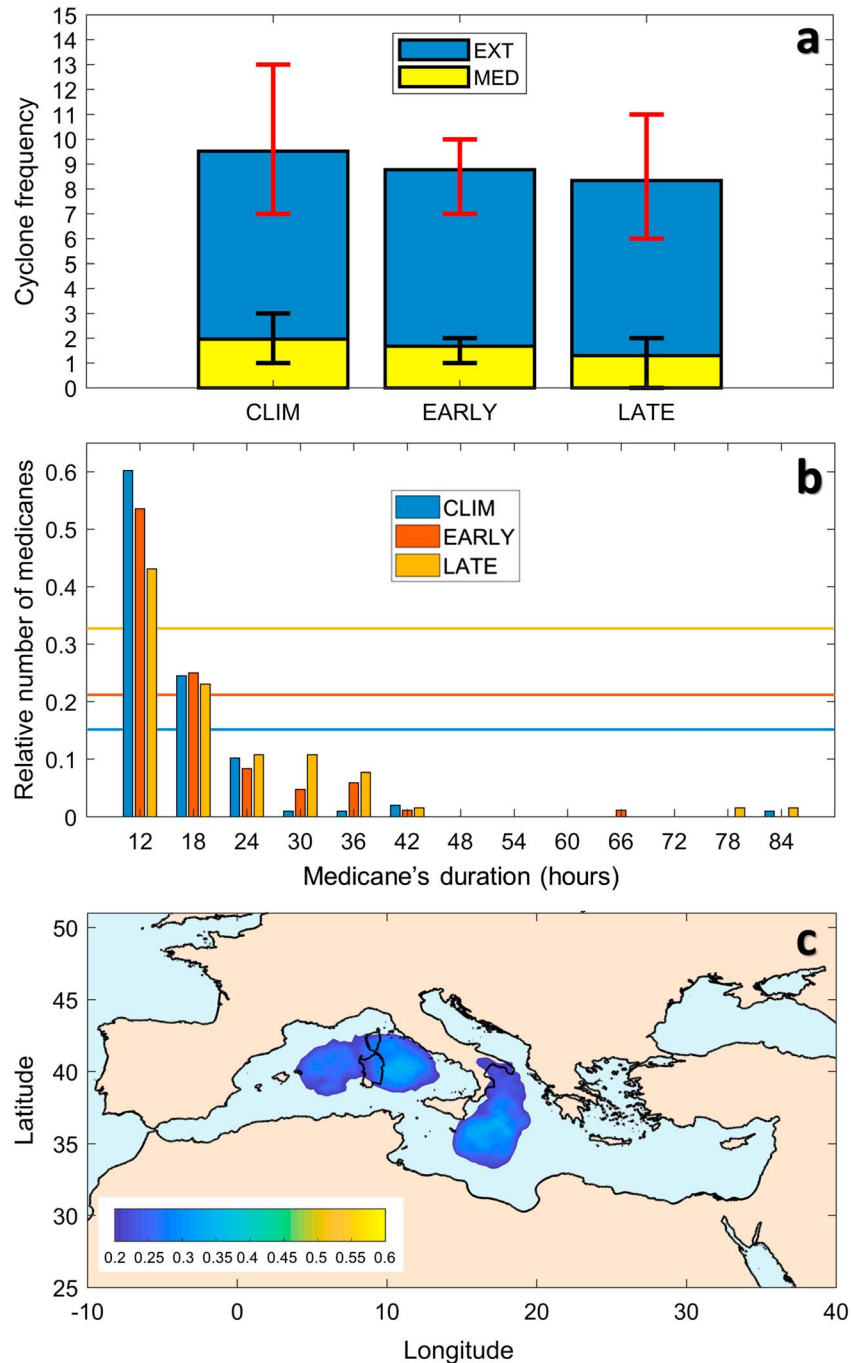 a
15
14
13
12
11
10
9
8
7
6
5
4
3
2
1
0
Cyclone frequency
EXT
MED
CLIM EARLY LATE
b
0.6
0.5
0.4
0.3
0.2
0.1
0
Relative number of medicanes
CLIM
EARLY
LATE
12 18 24 30 36 42 48 54 60 66 72 78 84
Medicane's duration (hours)
c
50
45
40
35
30
25
Latitude
0.2 0.25 0.3 0.35 0.4 0.45 0.5 0.55 0.6
-10 0 10 20 30 40
Longitude